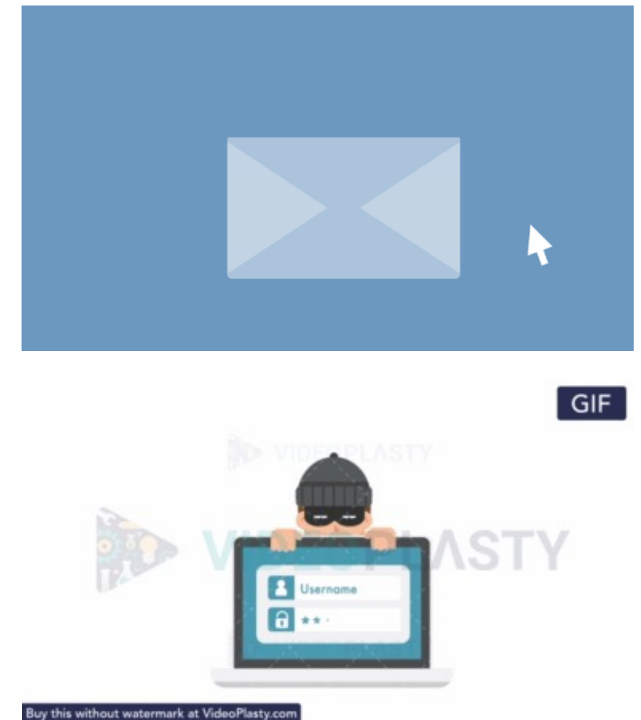 GIF
VIDEOPLASTY
VIDEOPLASTY
Username
** .
Buy this without watermark at VideoPlasty.com